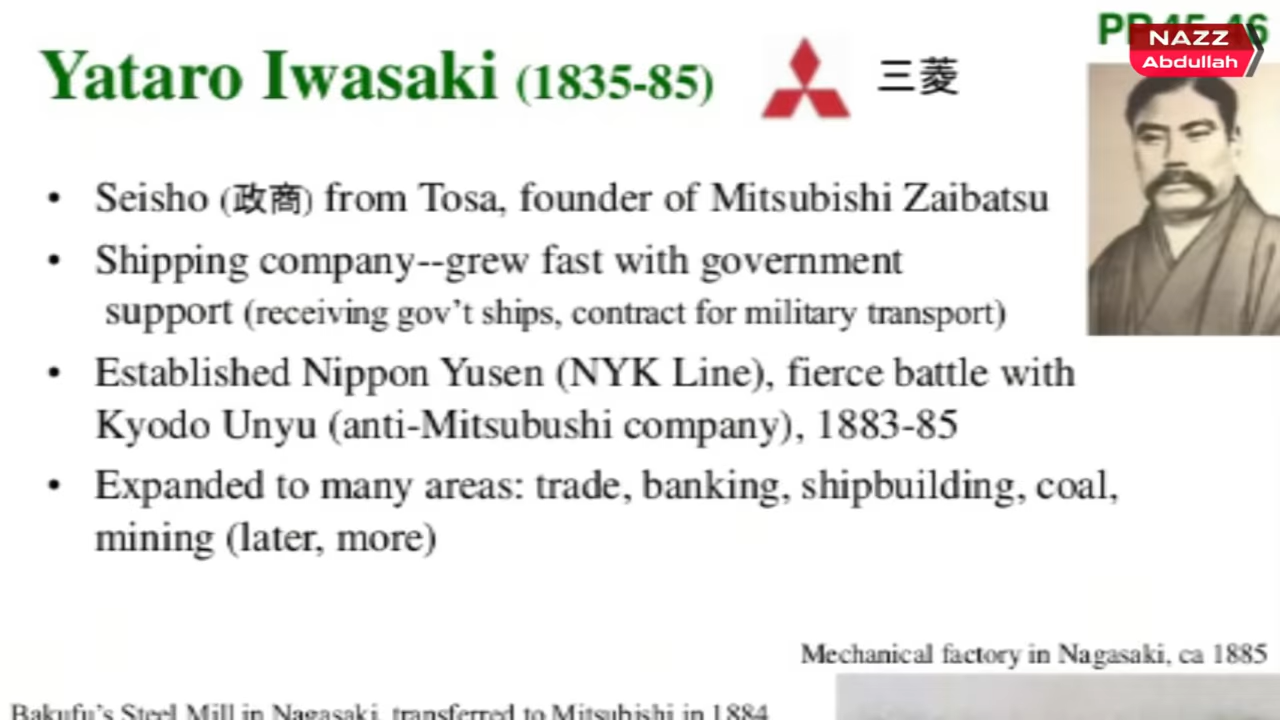 NAZZ
Abdullah
Yataro Iwasaki (1835-85)
三菱
• Seisho (政商) from Tosa, founder of Mitsubishi Zaibatsu
• Shipping company--grew fast with government
support (receiving gov't ships, contract for military transport)
• Established Nippon Yusen (NYK Line), fierce battle with
Kyodo Unyu (anti-Mitsubushi company), 1883-85
• Expanded to many areas: trade, banking, shipbuilding, coal,
mining (later, more)
Mechanical factory in Nagasaki, ca 1885
Bakufu's Steel Mill in Nagasaki, transferred to Mitsubishi in 1884